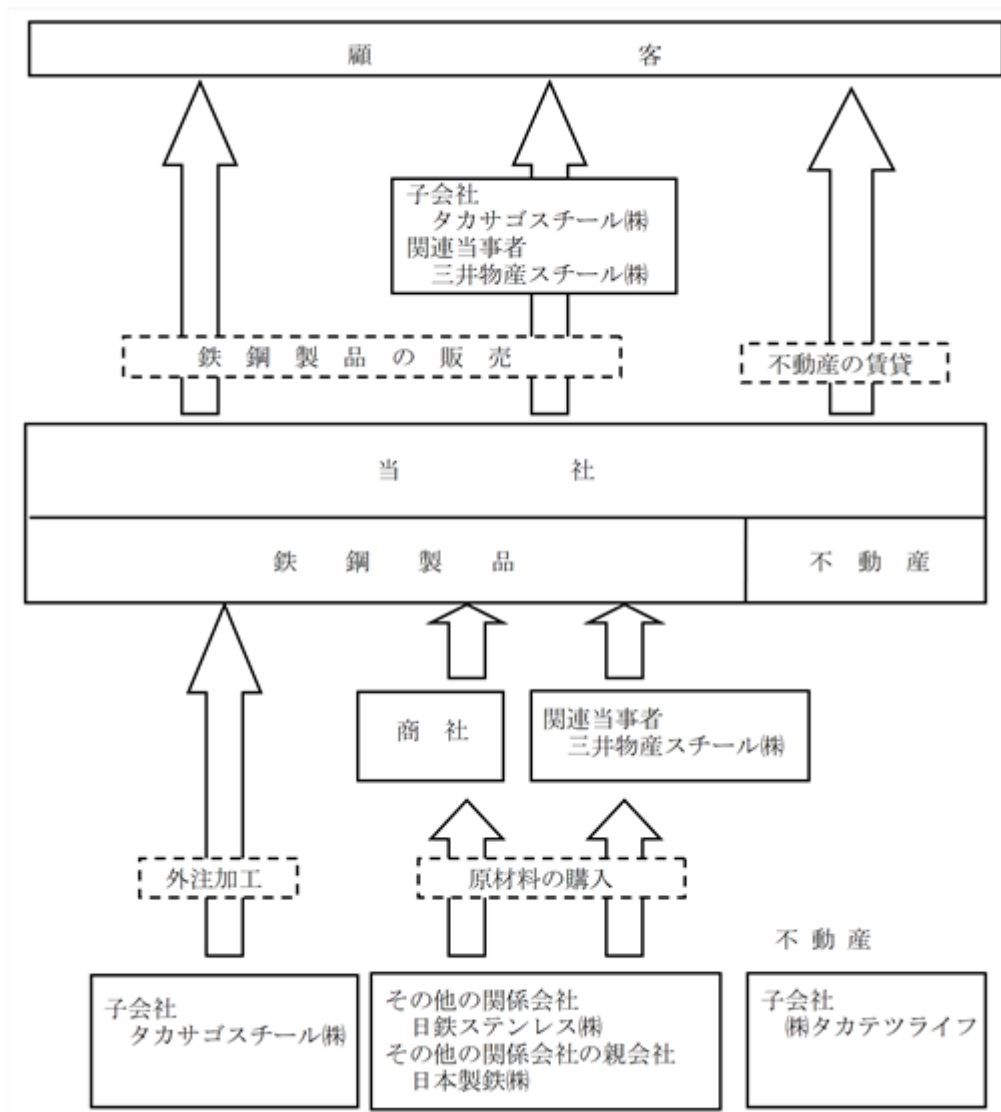 顧客
子会社
タカサゴスチール㈱
関連当事者
三井物産スチール㈱
鉄鋼製品の販売
不動産の賃貸
当社
鉄鋼製品
不動産
商社
関連当事者
三井物産スチール㈱
外注加工
原材料の購入
不動産
子会社
タカサゴスチール㈱
その他の関係会社
日鉄ステンレス㈱
その他の関係会社の親会社
日本製鉄㈱
子会社
㈱タカテツライフ